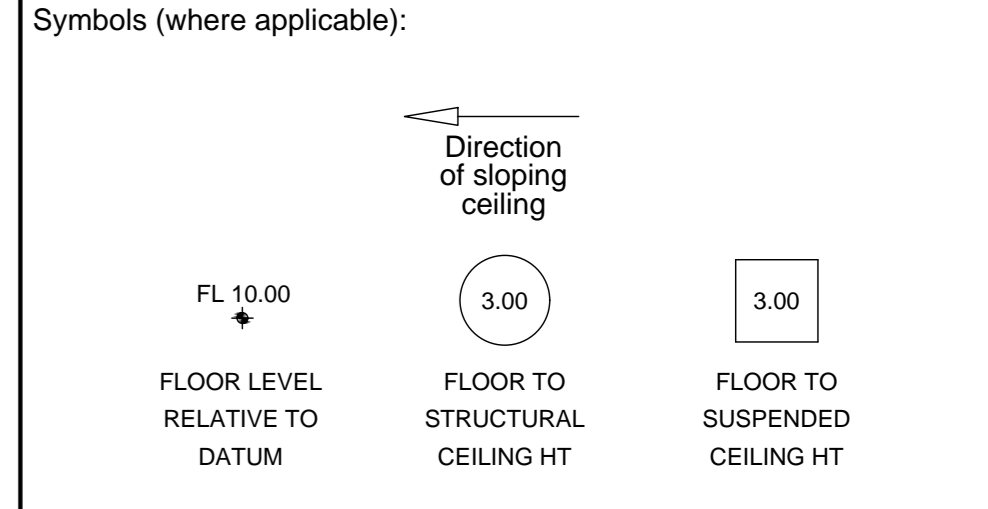 Symbols (where applicable):
Direction
of sloping
ceiling
FL 10.00
FLOOR LEVEL
RELATIVE TO
DATUM
3.00
FLOOR TO
STRUCTURAL
CEILING HT
3.00
FLOOR TO
SUSPENDED
CEILING HT